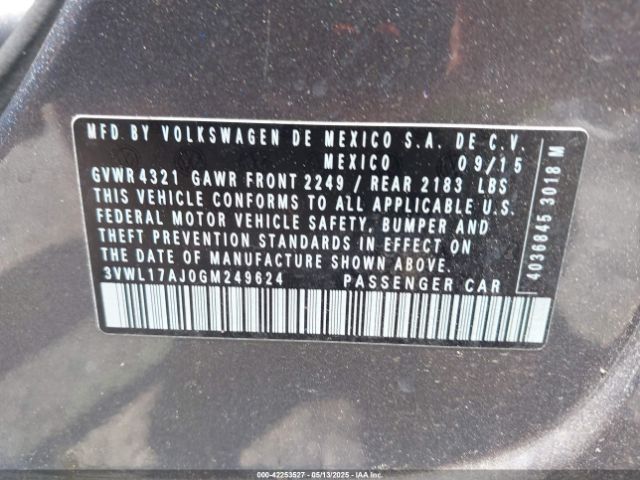 MFD BY VOLKSWAGEN DE MEXICO S.A. DE C.V.
MEXICO 09/15
GVWR 4321 GAWR FRONT 2249 / REAR 2183 LBS
THIS VEHICLE CONFORMS TO ALL APPLICABLE U.S.
FEDERAL MOTOR VEHICLE SAFETY, BUMPER AND
THEFT PREVENTION STANDARDS IN EFFECT ON
THE DATE OF MANUFACTURE SHOWN ABOVE.
3VWL17AJ0GM249624 PASSENGER CAR
4036845 3018 M
000-42253527 - 05/13/2025 - IAAI.COM